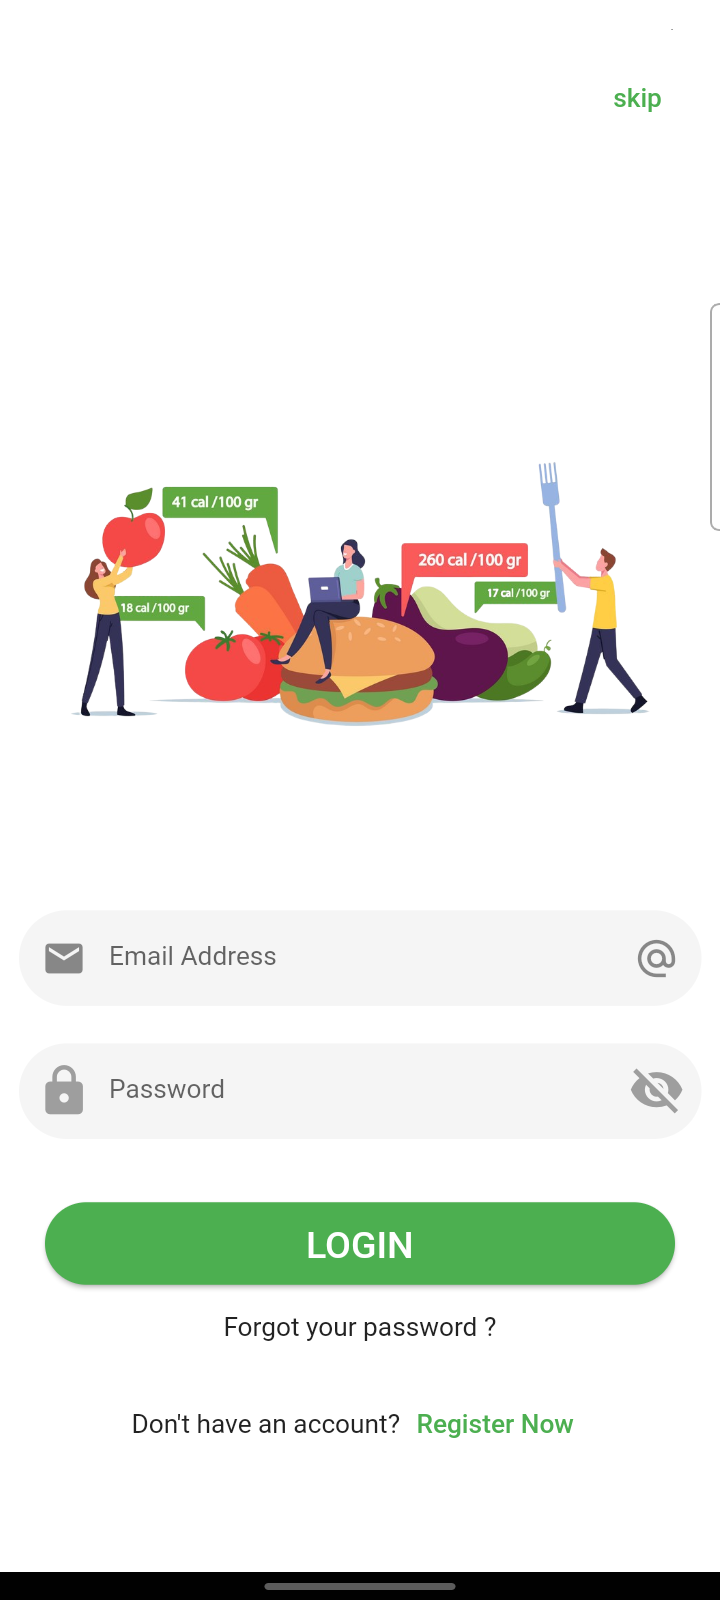 skip
41 cal /100 gr
260 cal /100 gr
17 cal /100 gr
18 cal /100 gr
Email Address
Password
LOGIN
Forgot your password ?
Don't have an account? Register Now